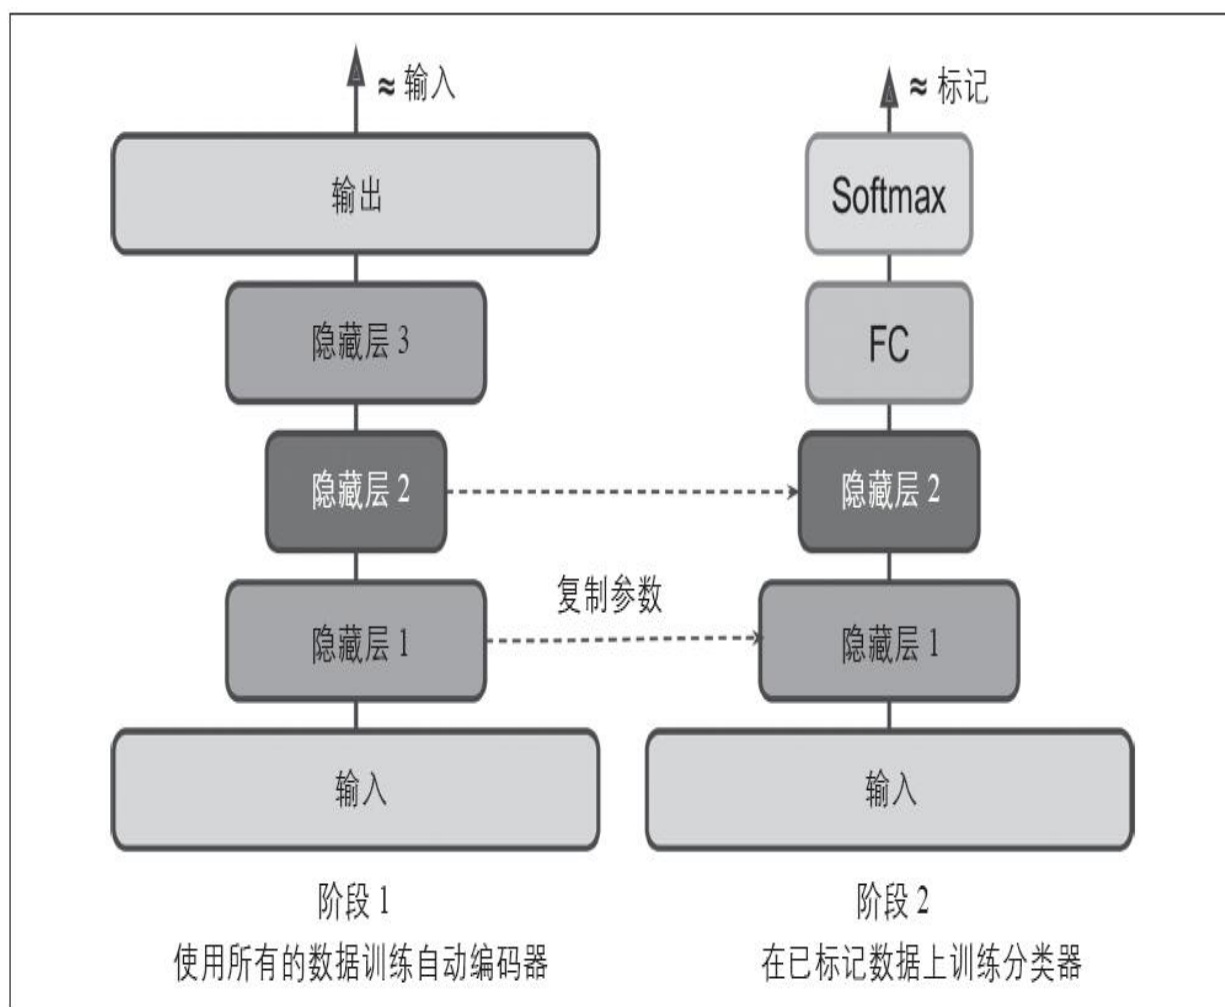 ≈ 输入
≈ 标记
输出
Softmax
隐藏层 3
FC
隐藏层 2
隐藏层 2
复制参数
隐藏层 1
隐藏层 1
输入
输入
阶段 1
阶段 2
使用所有的数据训练自动编码器
在已标记数据上训练分类器